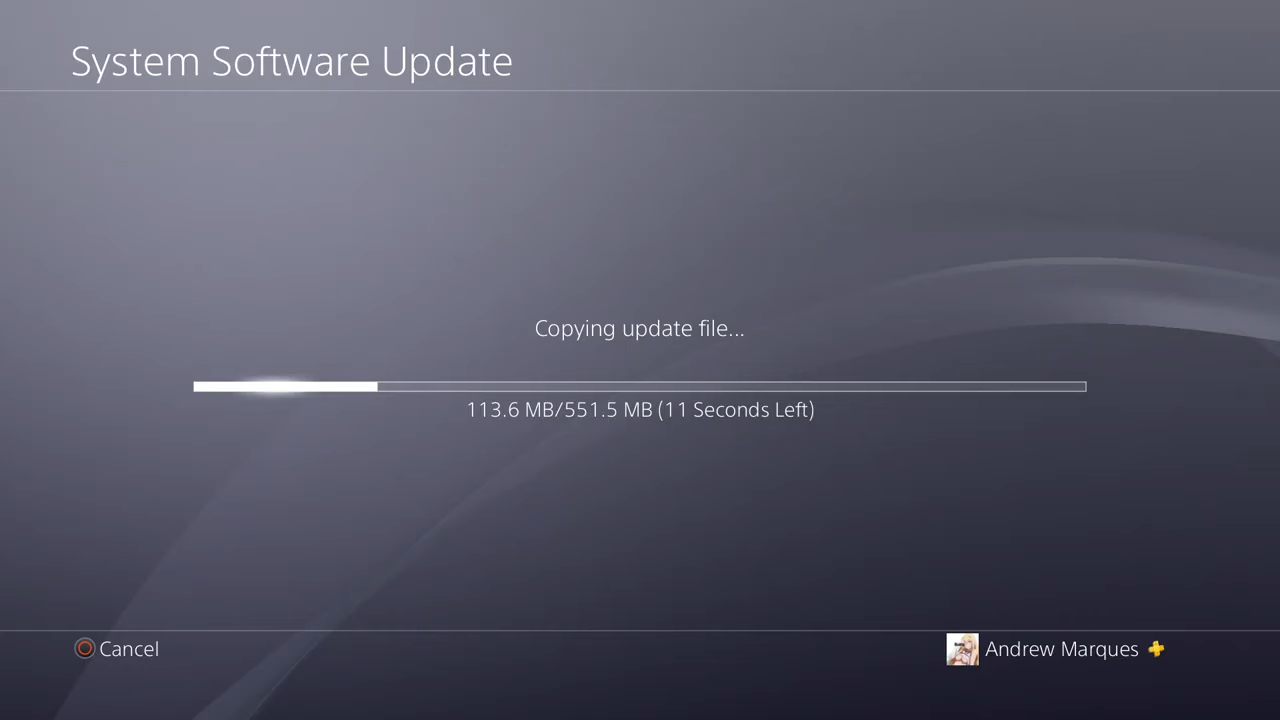 System Software Update
Copying update file...
113.6 MB/551.5 MB (11 Seconds Left)
Cancel
Andrew Marques